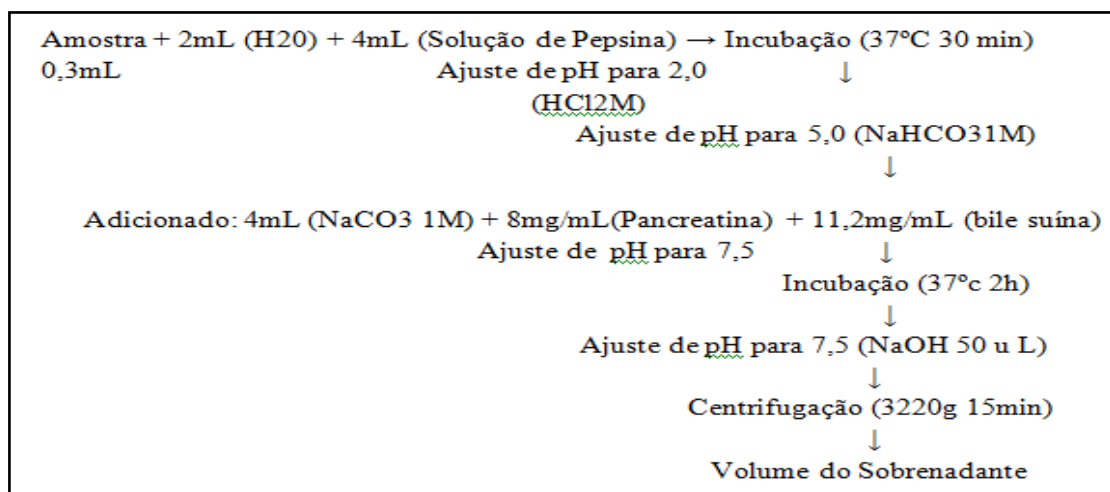 Amostra + 2mL (H20) + 4mL (Solução de Pepsina) → Incubação (37ºC 30 min)
0,3mL Ajuste de pH para 2,0 ↓
(HCl2M)
Ajuste de pH para 5,0 (NaHCO31M)
↓
Adicionado: 4mL (NaCO3 1M) + 8mg/mL(Pancreatina) + 11,2mg/mL (bile suína)
Ajuste de pH para 7,5 ↓
Incubação (37ºc 2h)
↓
Ajuste de pH para 7,5 (NaOH 50 u L)
↓
Centrifugação (3220g 15min)
↓
Volume do Sobrenadante